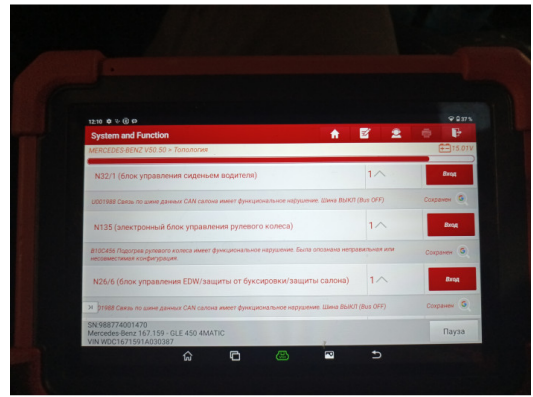 12:10
37%
System and Function
MERCEDES-BENZ V50.50 > Топология
15.01V
N32/1 (блок управления сиденьем водителя)
1
Вход
U001988 Связь по шине данных CAN салона имеет функциональное нарушение. Шина ВЫКЛ (Bus OFF)
Сохранен
N135 (электронный блок управления рулевого колеса)
1
Вход
B10C456 Подогрев рулевого колеса имеет функциональное нарушение. Была опознана неправильная или
несовместимая конфигурация.
Сохранен
N26/6 (блок управления EDW/защиты от буксировки/защиты салона)
1
Вход
01988 Связь по шине данных CAN салона имеет функциональное нарушение. Шина ВЫКЛ (Bus OFF)
Сохранен
SN:988774001470
Mercedes-Benz 167.159 - GLE 450 4MATIC
VIN WDC1671591A030387
Пауза